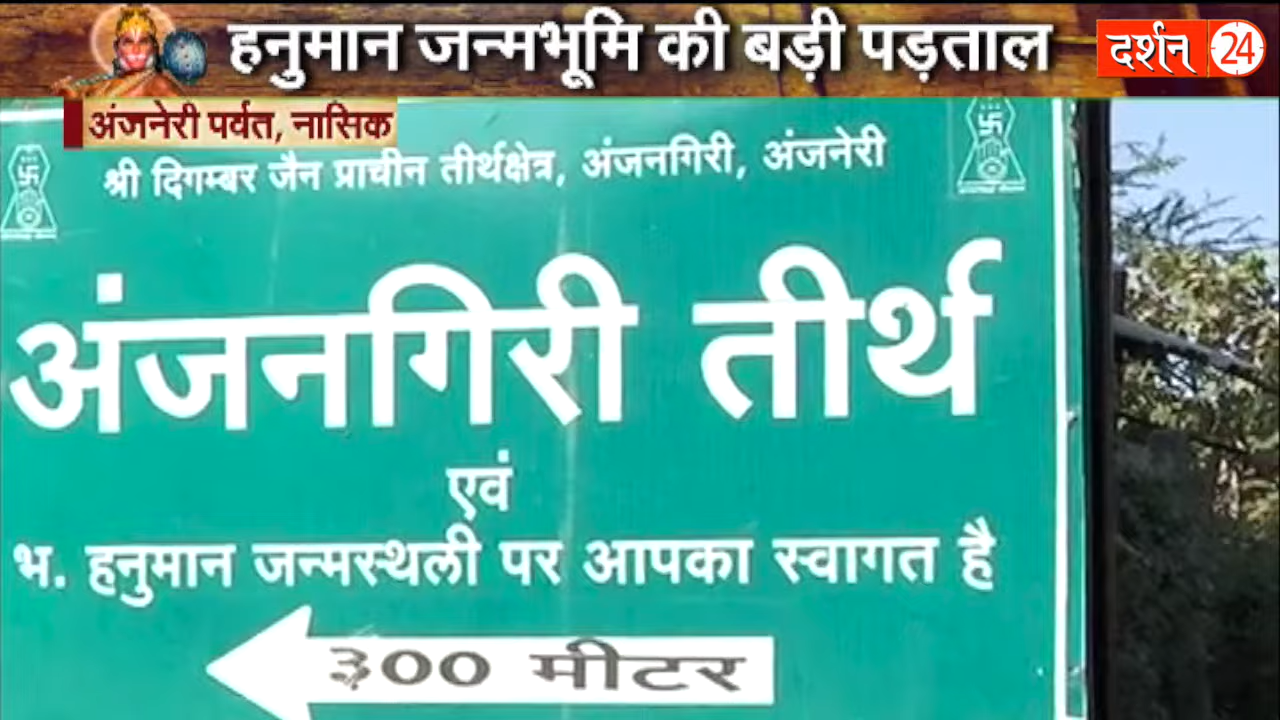 हनुमान जन्मभूमि की बड़ी पड़ताल
दर्शन 24
अंजनेरी पर्वत, नासिक
श्री दिगम्बर जैन प्राचीन तीर्थक्षेत्र, अंजनगिरी, अंजनेरी
अंजनगिरी तीर्थ
एवं
भ. हनुमान जन्मस्थली पर आपका स्वागत है
३०० मीटर